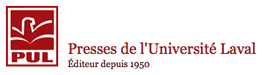 PUL
Presses de l'Université Laval
Éditeur depuis 1950